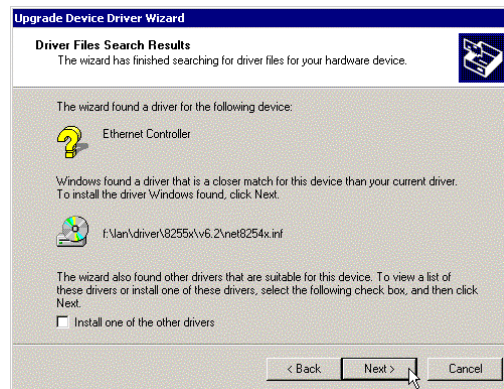 Upgrade Device Driver Wizard
Driver Files Search Results
The wizard has finished searching for driver files for your hardware device.
The wizard found a driver for the following device:
Ethernet Controller
Windows found a driver that is a closer match for this device than your current driver.
To install the driver Windows found, click Next.
f:\lan\driver\8255x\v6.2\net8254x.inf
The wizard also found other drivers that are suitable for this device. To view a list of
these drivers or install one of these drivers, select the following check box, and then click
Next.
Install one of the other drivers
< Back
Next >
Cancel